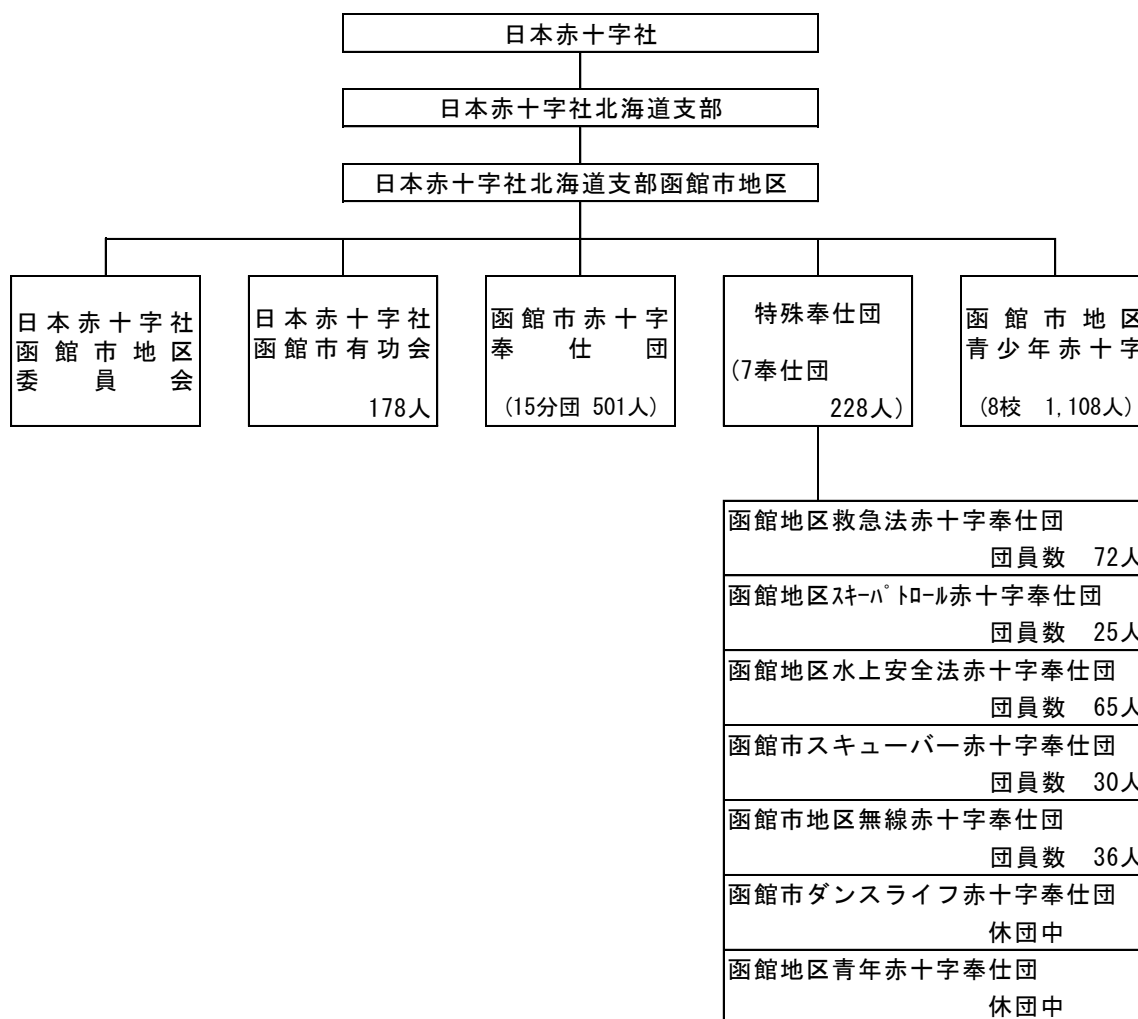 日本赤十字社
日本赤十字社北海道支部
日本赤十字社北海道支部函館市地区
日本赤十字社
函館市地区
委員会
日本赤十字社
函館市有功会
178人
函館市赤十字
奉仕団
(15分団 501人)
特殊奉仕団
(7奉仕団
228人)
函館市地区
青少年赤十字
(8校 1,108人)
函館地区救急法赤十字奉仕団
団員数 72人
函館地区ｽｷｰﾊﾟﾄﾛｰﾙ赤十字奉仕団
団員数 25人
函館地区水上安全法赤十字奉仕団
団員数 65人
函館市スキューバー赤十字奉仕団
団員数 30人
函館市地区無線赤十字奉仕団
団員数 36人
函館市ダンスライフ赤十字奉仕団
休団中
函館地区青年赤十字奉仕団
休団中